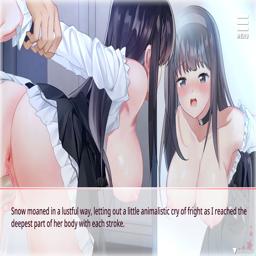 MENU
Snow moaned in a lustful way, letting out a little animalistic cry of fright as I reached the
deepest part of her body with each stroke.